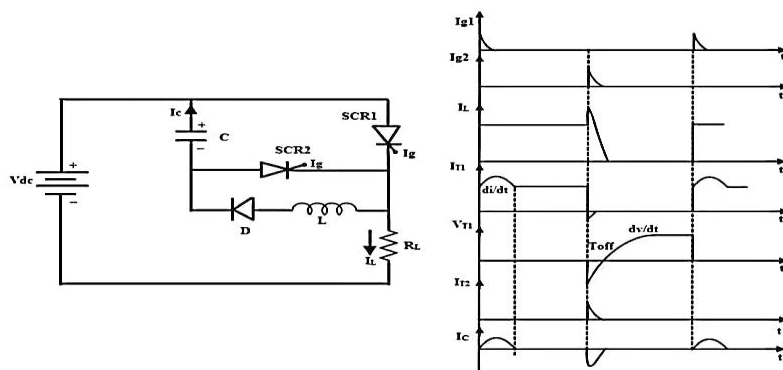 Vdc
+
-
Ic
+
-
C
SCR1
Ig
SCR2
Ig
D
L
IL
RL
Ig1
t
Ig2
t
IL
t
IT1
di/dt
t
VT1
Toff
dv/dt
t
IT2
t
IC
t